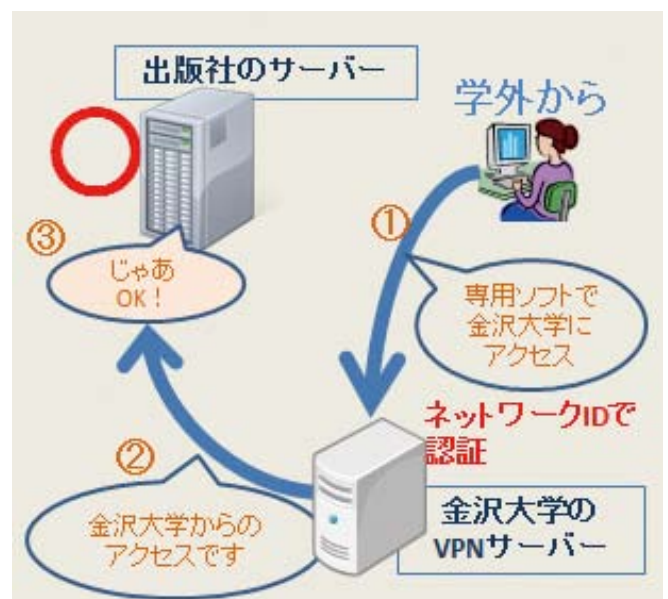 出版社のサーバー
学外から
①
専用ソフトで
金沢大学に
アクセス
ネットワークIDで
認証
金沢大学の
VPNサーバー
②
金沢大学からの
アクセスです
③
じゃあ
OK！